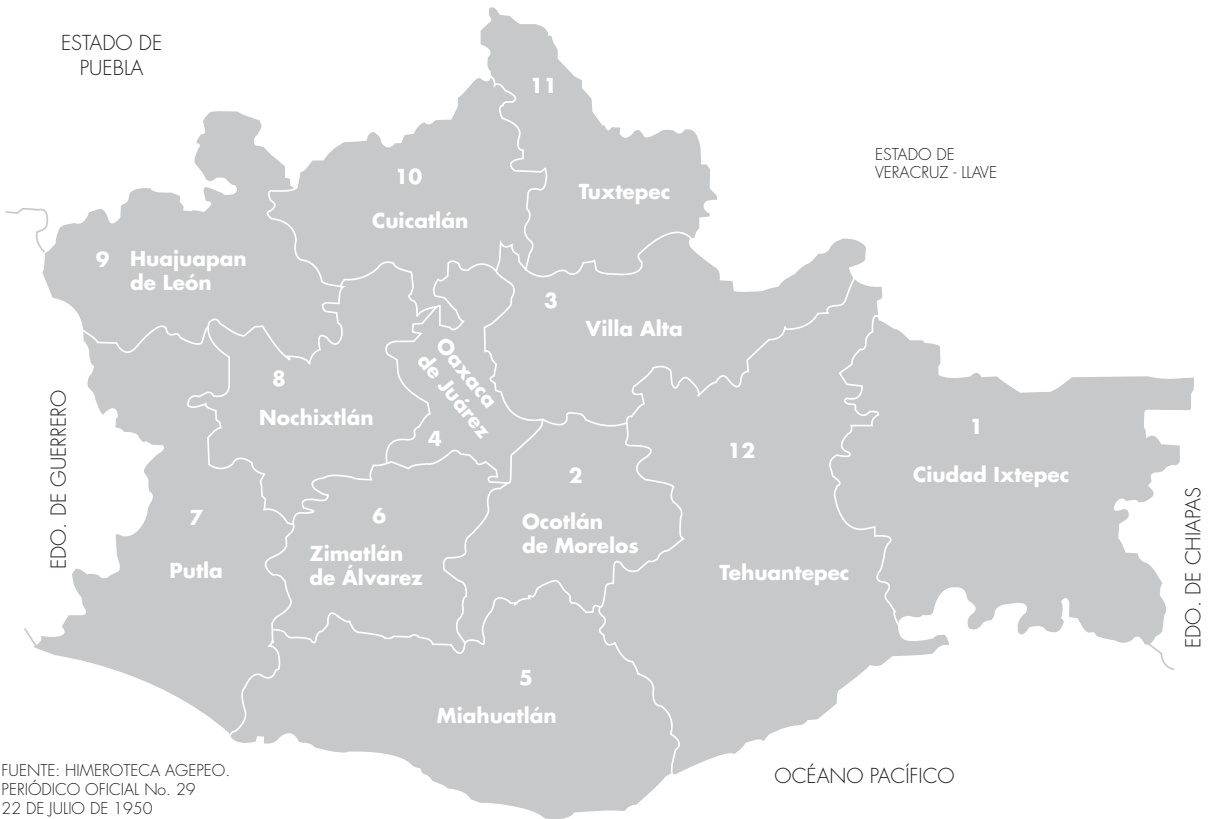 ESTADO DE
PUEBLA
11
ESTADO DE
VERACRUZ - LLAVE
10
Tuxtepec
Cuicatlán
9 Huajuapan
de León
3
Villa Alta
Oaxaca
de Juárez
4
8
Nochixtlán
EDO. DE GUERRERO
12
1
Ciudad Ixtepec
2
Ocotlán
de Morelos
7
Putla
6
Zimatlán
de Álvarez
Tehuantepec
EDO. DE CHIAPAS
5
Miahuatlán
FUENTE: HIMEROTECA AGEPEO.
PERIÓDICO OFICIAL No. 29
22 DE JULIO DE 1950
OCÉANO PACÍFICO